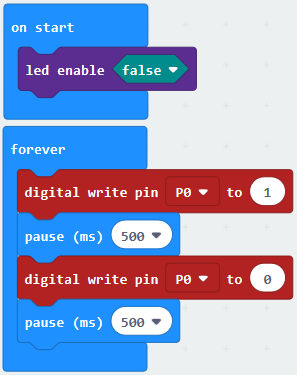 on start
led enable false
forever
digital write pin P0 to 1
pause (ms) 500
digital write pin P0 to 0
pause (ms) 500